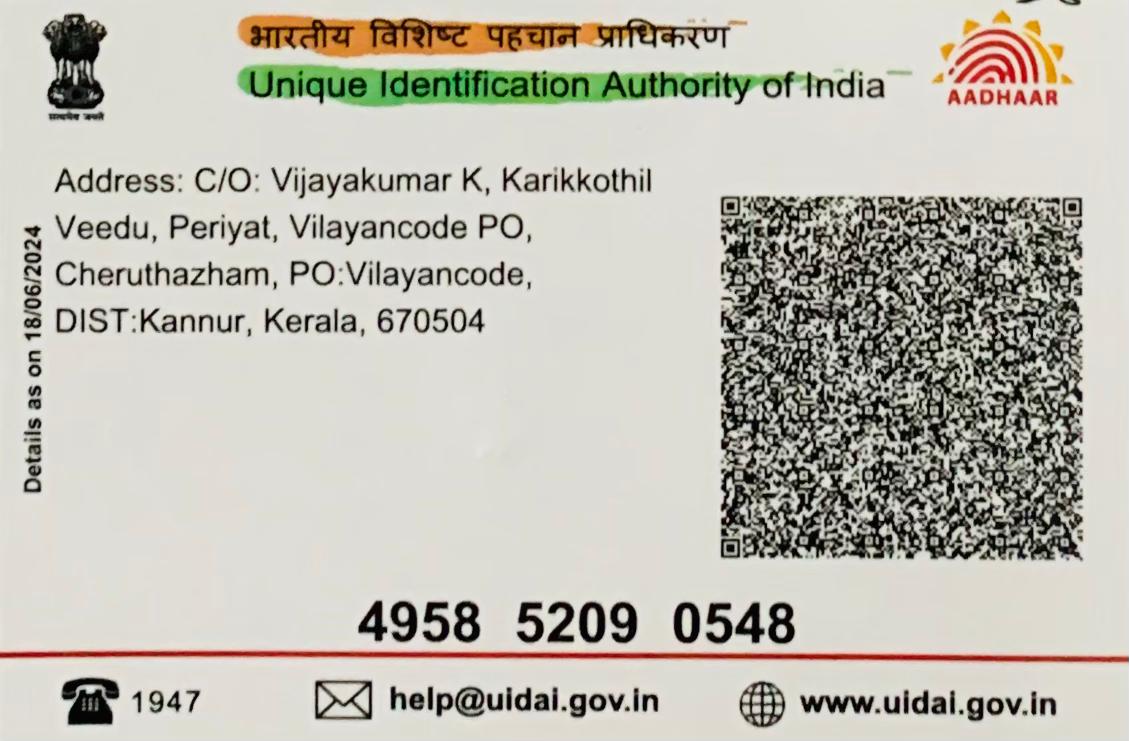 भारतीय विशिष्ट पहचान प्राधिकरण
Unique Identification Authority of India
सत्यमेव जयते
AADHAAR
Address: C/O: Vijayakumar K, Karikkothil
Veedu, Periyat, Vilayancode PO,
Cheruthazham, PO:Vilayancode,
DIST:Kannur, Kerala, 670504
Details as on 18/06/2024
4958 5209 0548
1947
help@uidai.gov.in
www.uidai.gov.in